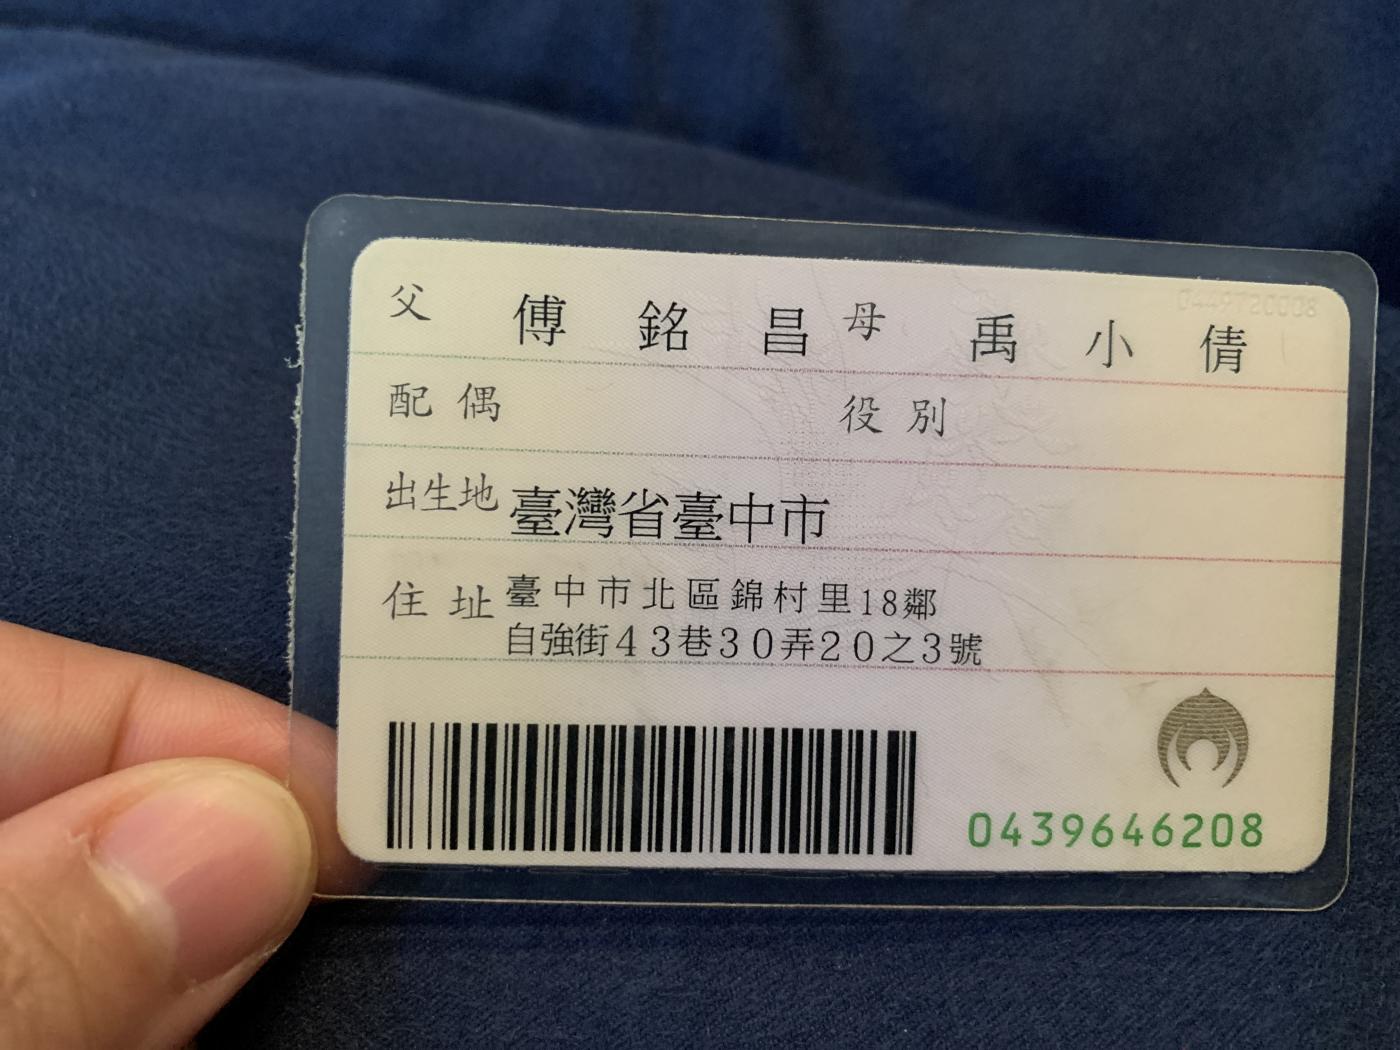 父 傅銘昌 母 禹小倩
配偶 役別
出生地 臺灣省臺中市
住址 臺中市北區錦村里18鄰
自強街43巷30弄20之3號
0439646208